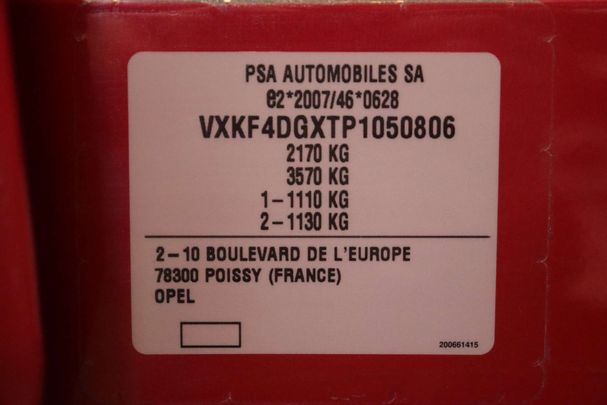 PSA AUTOMOBILES SA
e2*2007/46*0628
VXKF4DGXTP1050806
2170 KG
3570 KG
1-1110 KG
2-1130 KG
2-10 BOULEVARD DE L'EUROPE
78300 POISSY (FRANCE)
OPEL
200661415